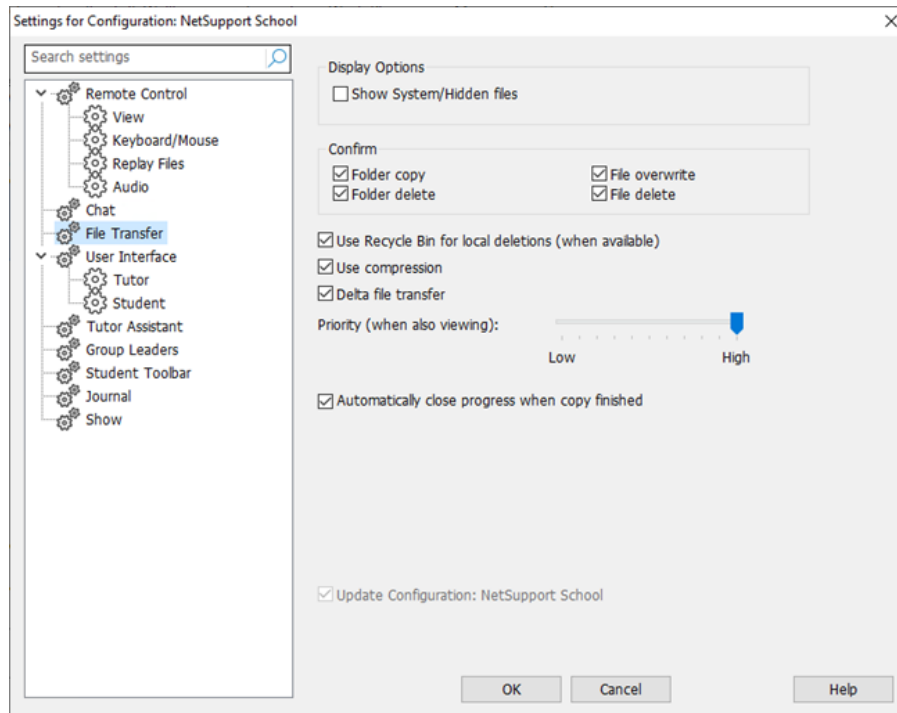 Settings for Configuration: NetSupport School
Search settings
Remote Control
View
Keyboard/Mouse
Replay Files
Audio
Chat
File Transfer
User Interface
Tutor
Student
Tutor Assistant
Group Leaders
Student Toolbar
Journal
Show
Display Options
Show System/Hidden files
Confirm
Folder copy
File overwrite
Folder delete
File delete
Use Recycle Bin for local deletions (when available)
Use compression
Delta file transfer
Priority (when also viewing):
Low
High
Automatically close progress when copy finished
Update Configuration: NetSupport School
OK
Cancel
Help